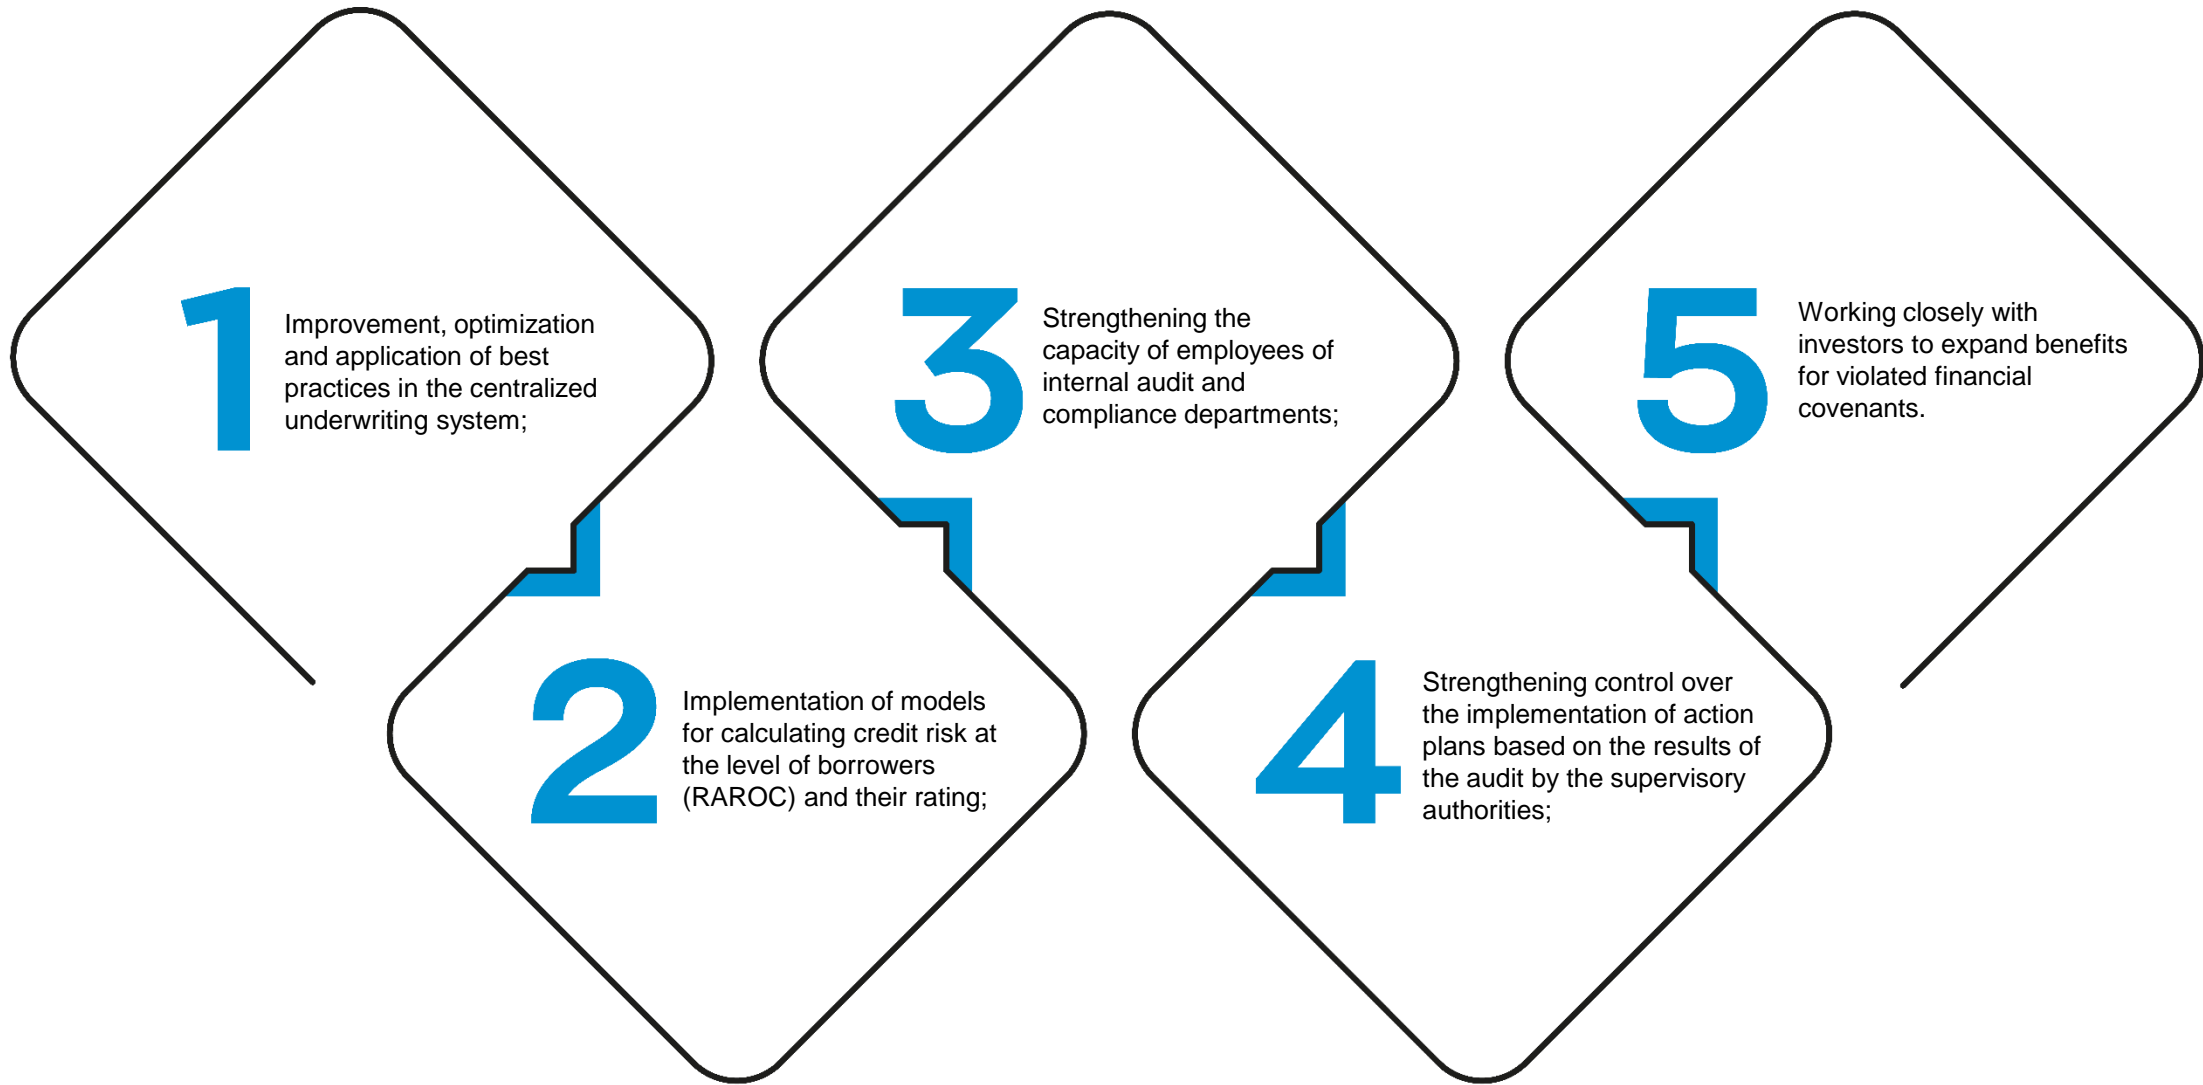 1
Improvement, optimization
and application of best
practices in the centralized
underwriting system;
2
Implementation of models
for calculating credit risk at
the level of borrowers
(RAROC) and their rating;
3
Strengthening the
capacity of employees of
internal audit and
compliance departments;
4
Strengthening control over
the implementation of action
plans based on the results of
the audit by the supervisory
authorities;
5
Working closely with
investors to expand benefits
for violated financial
covenants.